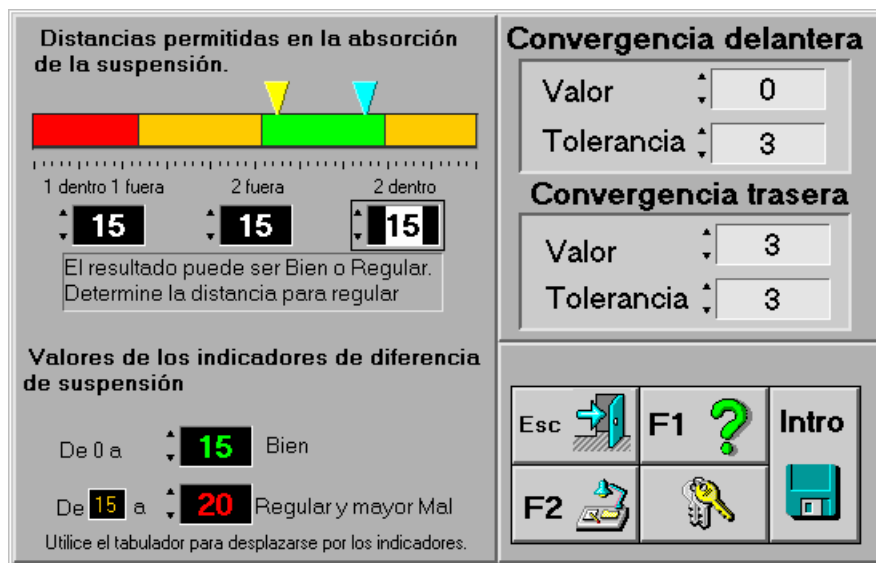 Distancias permitidas en la absorción
de la suspensión.
1 dentro 1 fuera
2 fuera
2 dentro
15
15
15
El resultado puede ser Bien o Regular.
Determine la distancia para regular
Valores de los indicadores de diferencia
de suspensión
De 0 a 15 Bien
De 15 a 20 Regular y mayor Mal
Utilice el tabulador para desplazarse por los indicadores.
Convergencia delantera
Valor 0
Tolerancia 3
Convergencia trasera
Valor 3
Tolerancia 3
Esc
F1
Intro
F2